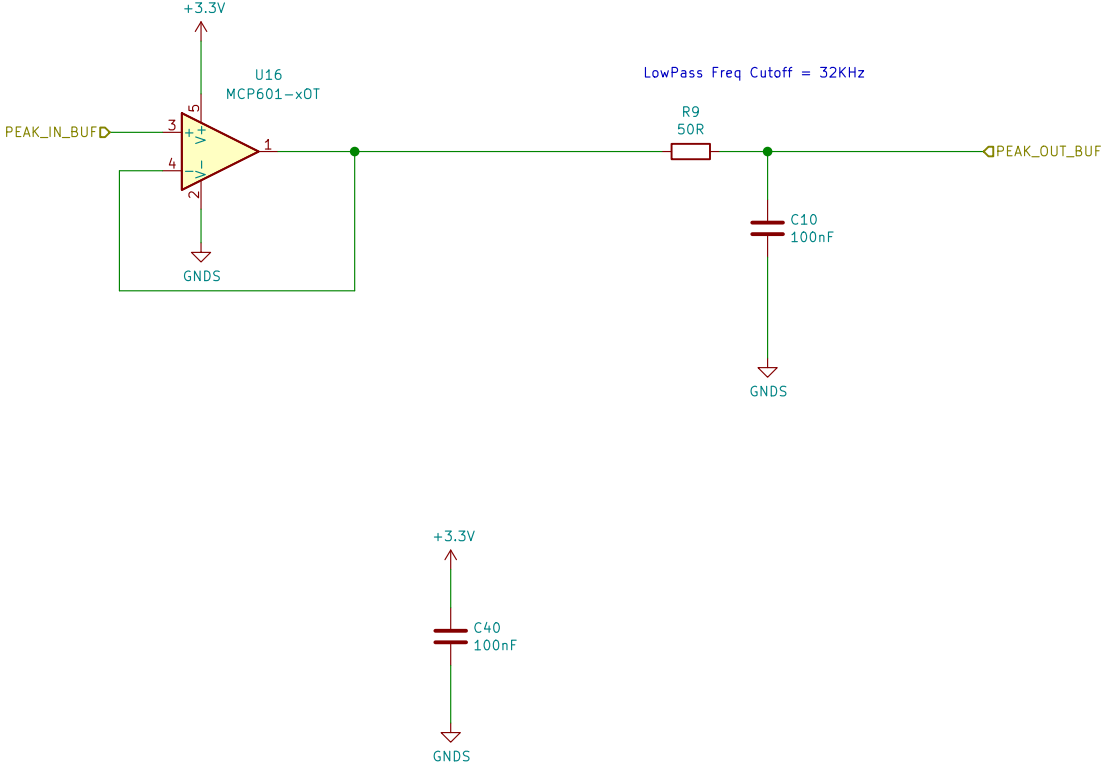 +3.3V
U16
MCP601-xOT
LowPass Freq Cutoff = 32KHz
PEAK_IN_BUF
3
+
5
V+
1
4
-
V-
2
GNDS
R9
50R
PEAK_OUT_BUF
C10
100nF
GNDS
+3.3V
C40
100nF
GNDS